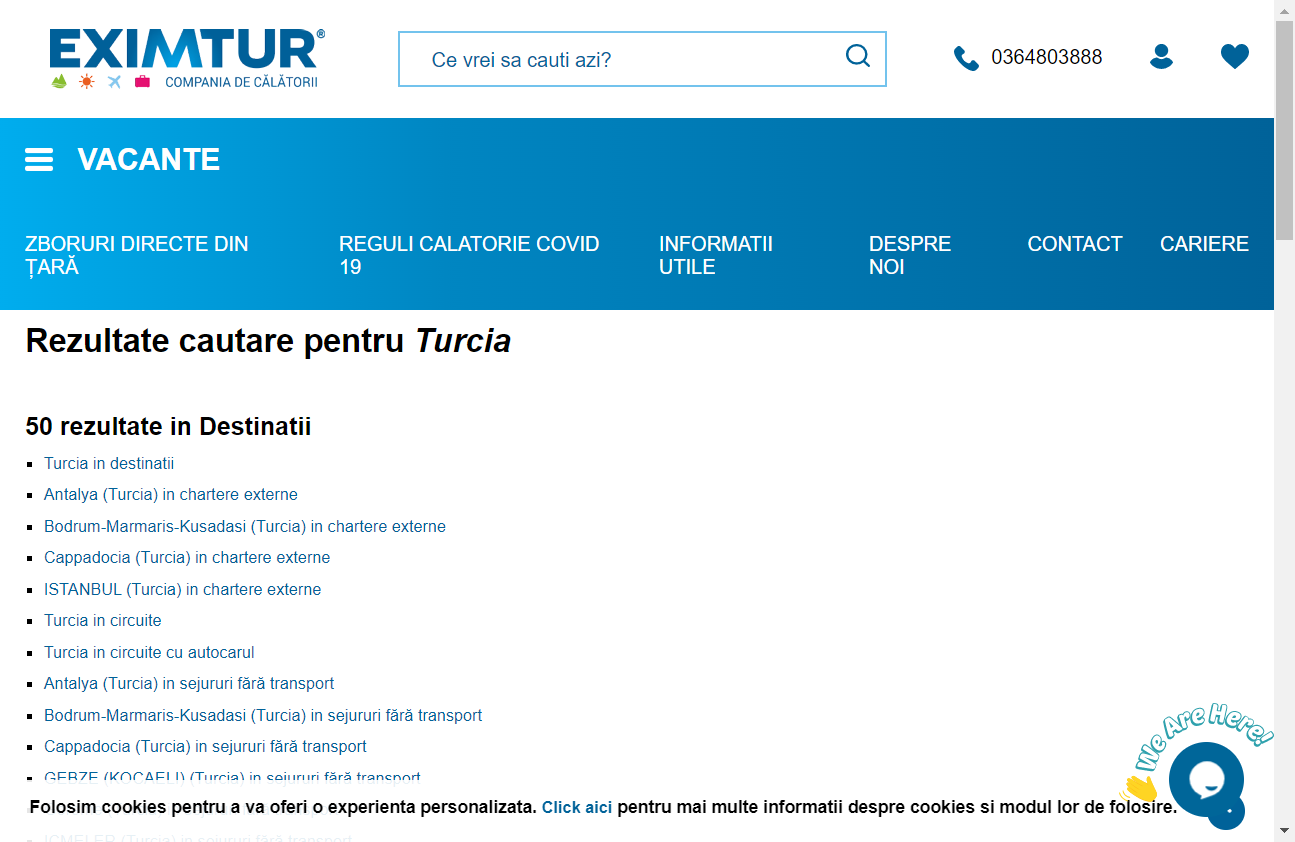 EXIMTUR®
COMPANIA DE CĂLĂTORII
Ce vrei sa cauti azi?
0364803888
VACANTE
ZBORURI DIRECTE DIN
ȚARĂ
REGULI CALATORIE COVID
19
INFORMATII
UTILE
DESPRE
NOI
CONTACT
CARIERE
Rezultate cautare pentru Turcia
50 rezultate in Destinatii
Turcia in destinatii
Antalya (Turcia) in chartere externe
Bodrum-Marmaris-Kusadasi (Turcia) in chartere externe
Cappadocia (Turcia) in chartere externe
ISTANBUL (Turcia) in chartere externe
Turcia in circuite
Turcia in circuite cu autocarul
Antalya (Turcia) in sejururi fără transport
Bodrum-Marmaris-Kusadasi (Turcia) in sejururi fără transport
Cappadocia (Turcia) in sejururi fără transport
GEBZE (KOCAELI) (Turcia) in sejururi fără transport
We Are Here!
Folosim cookies pentru a va oferi o experienta personalizata. Click aici pentru mai multe informatii despre cookies si modul lor de folosire.
ICMELER (Turcia) in sejururi fără transport